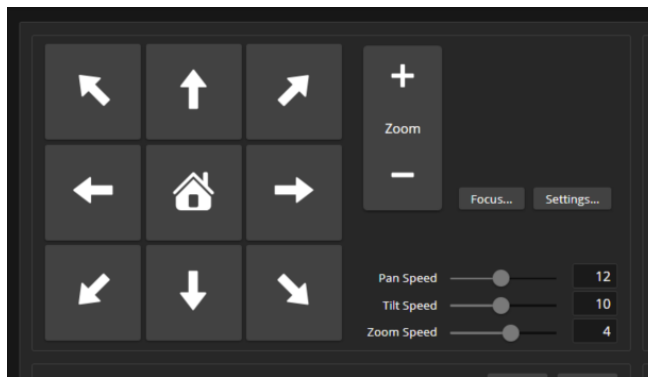 Zoom
Focus... Settings...
Pan Speed 12
Tilt Speed 10
Zoom Speed 4